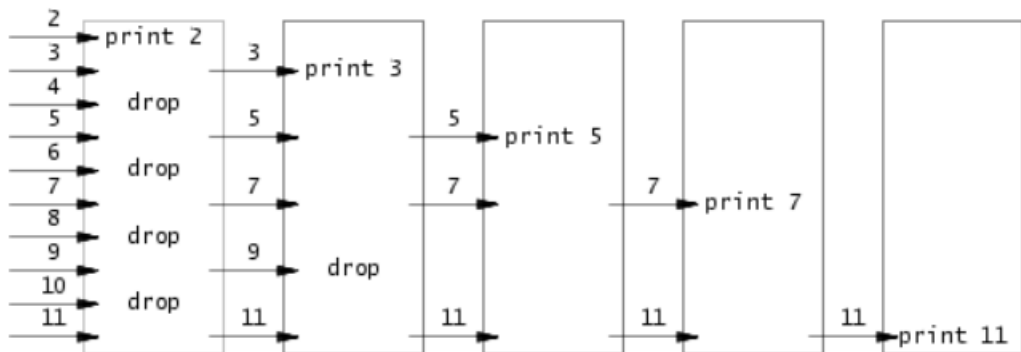 2 print 2
3 3 print 3
4 drop
5 5 5 print 5
6 drop
7 7 7 7 print 7
8 drop
9 9 drop
10 drop
11 11 11 11 11 print 11